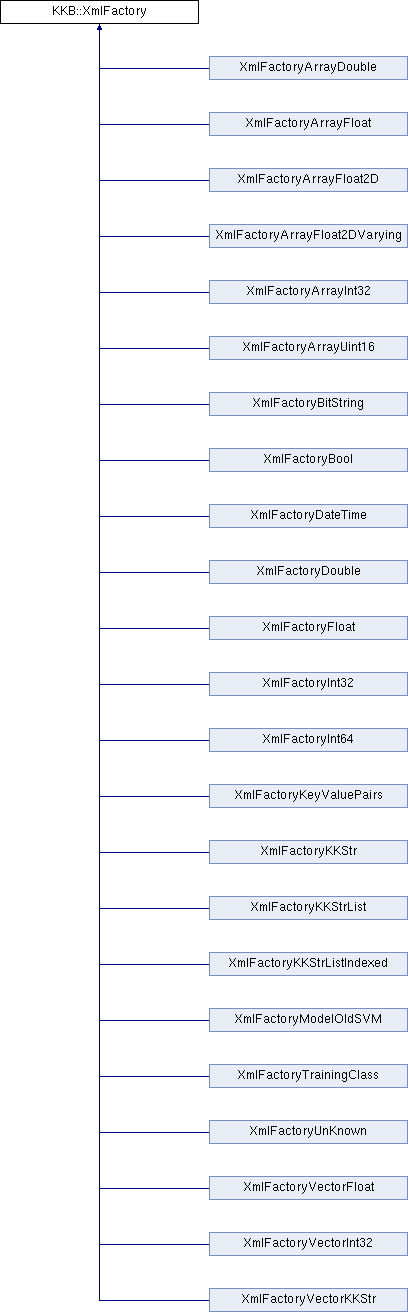 KKB::XmlFactory
XmlFactoryArrayDouble
XmlFactoryArrayFloat
XmlFactoryArrayFloat2D
XmlFactoryArrayFloat2DVarying
XmlFactoryArrayInt32
XmlFactoryArrayUint16
XmlFactoryBitString
XmlFactoryBool
XmlFactoryDateTime
XmlFactoryDouble
XmlFactoryFloat
XmlFactoryInt32
XmlFactoryInt64
XmlFactoryKeyValuePairs
XmlFactoryKKStr
XmlFactoryKKStrList
XmlFactoryKKStrListIndexed
XmlFactoryModelOldSVM
XmlFactoryTrainingClass
XmlFactoryUnKnown
XmlFactoryVectorFloat
XmlFactoryVectorInt32
XmlFactoryVectorKKStr